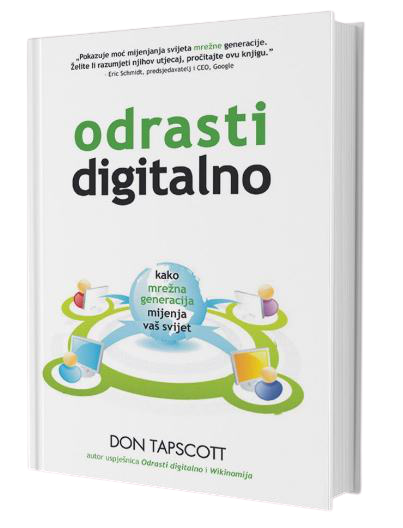 „Pokazuje moć mijenjanja svijeta mrežne generacije.
Želite li razumjeti njihov utjecaj, pročitajte ovu knjigu.”
- Eric Schmidt, predsjedavatelj i CEO, Google
odrasti
digitalno
kako
mrežna
generacija
mijenja
vaš svijet
DON TAPSCOTT
autor uspješnica Odrasti digitalno i Wikinomija